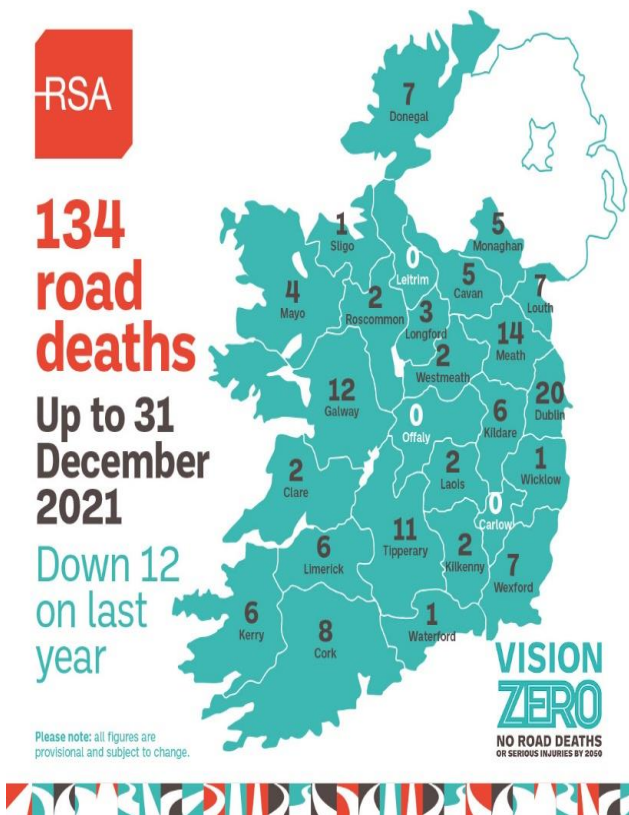 RSA
134
road
deaths
Up to 31
December
2021
Down 12
on last
year
Please note: all figures are
provisional and subject to change.
7
Donegal
1
Sligo
0
Leitrim
5
Monaghan
5
Cavan
7
Louth
4
Mayo
2
Roscommon
3
Longford
14
Meath
2
Westmeath
12
Galway
0
Offaly
6
Kildare
20
Dublin
2
Clare
2
Laois
1
Wicklow
0
Carlow
6
Limerick
11
Tipperary
2
Kilkenny
7
Wexford
6
Kerry
8
Cork
1
Waterford
VISION
ZERO
NO ROAD DEATHS
OR SERIOUS INJURIES BY 2050